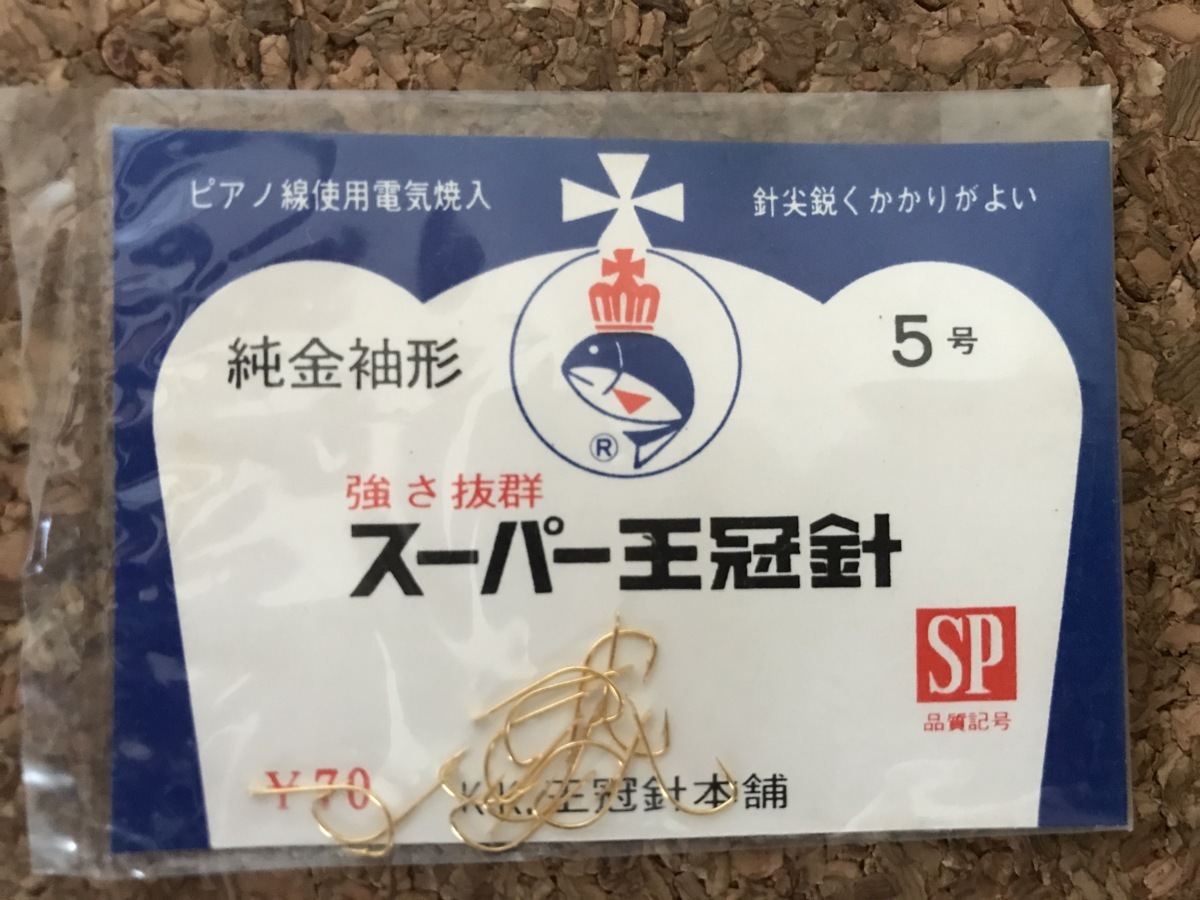 ピアノ線使用電気焼入
針尖鋭くかかりがよい
純金袖形
5号
®
強さ抜群
スーパー王冠針
SP
品質記号
¥70
K.K.王冠針本舗